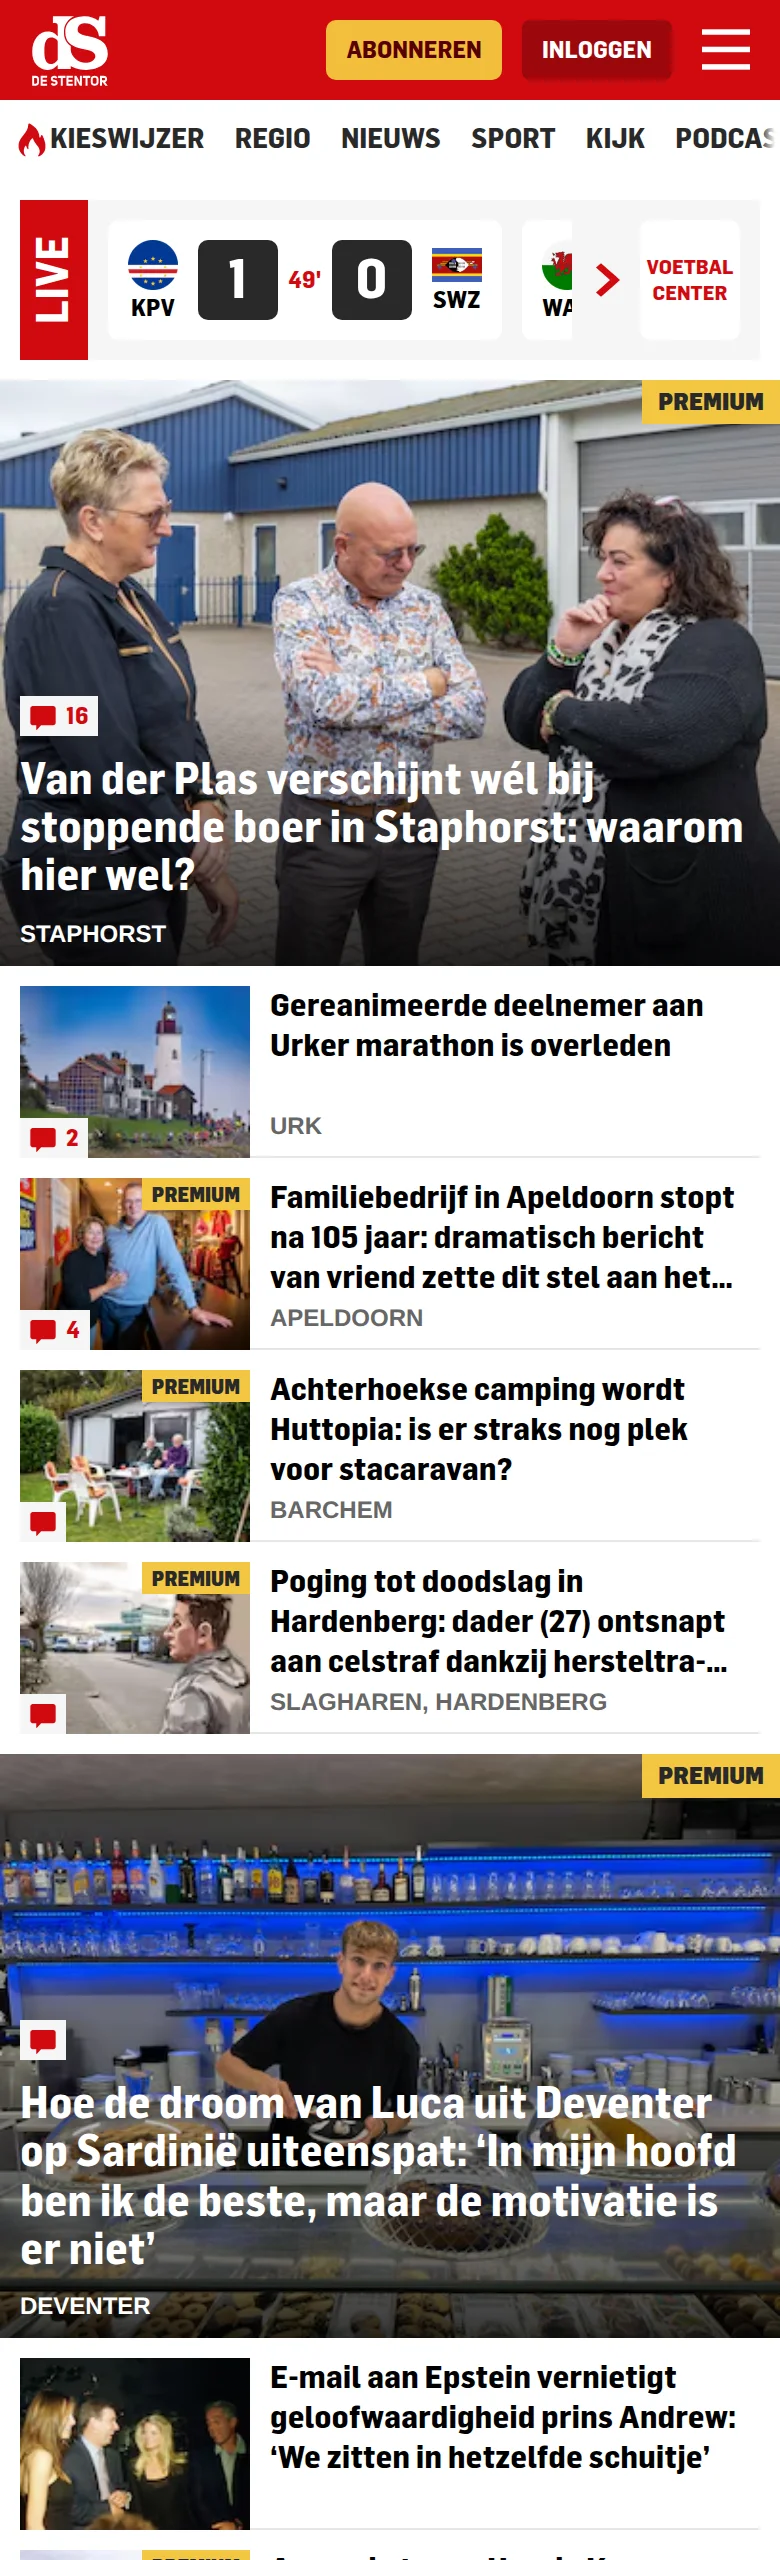 dS
DE STENTOR
ABONNEREN
INLOGGEN
KIESWIJZER REGIO NIEUWS SPORT KIJK PODCAS
LIVE
KPV
1
49'
0
SWZ
WA
VOETBAL
CENTER
PREMIUM
16
Van der Plas verschijnt wél bij
stoppende boer in Staphorst: waarom
hier wel?
STAPHORST
Gereanimeerde deelnemer aan
Urker marathon is overleden
2
URK
PREMIUM
Familiebedrijf in Apeldoorn stopt
na 105 jaar: dramatisch bericht
van vriend zette dit stel aan het...
4
APELDOORN
PREMIUM
Achterhoekse camping wordt
Huttopia: is er straks nog plek
voor stacaravan?
BARCHEM
PREMIUM
Poging tot doodslag in
Hardenberg: dader (27) ontsnapt
aan celstraf dankzij hersteltra-...
SLAGHAREN, HARDENBERG
PREMIUM
Hoe de droom van Luca uit Deventer
op Sardinië uiteenspat: ‘In mijn hoofd
ben ik de beste, maar de motivatie is
er niet’
DEVENTER
E-mail aan Epstein vernietigt
geloofwaardigheid prins Andrew:
‘We zitten in hetzelfde schuitje’